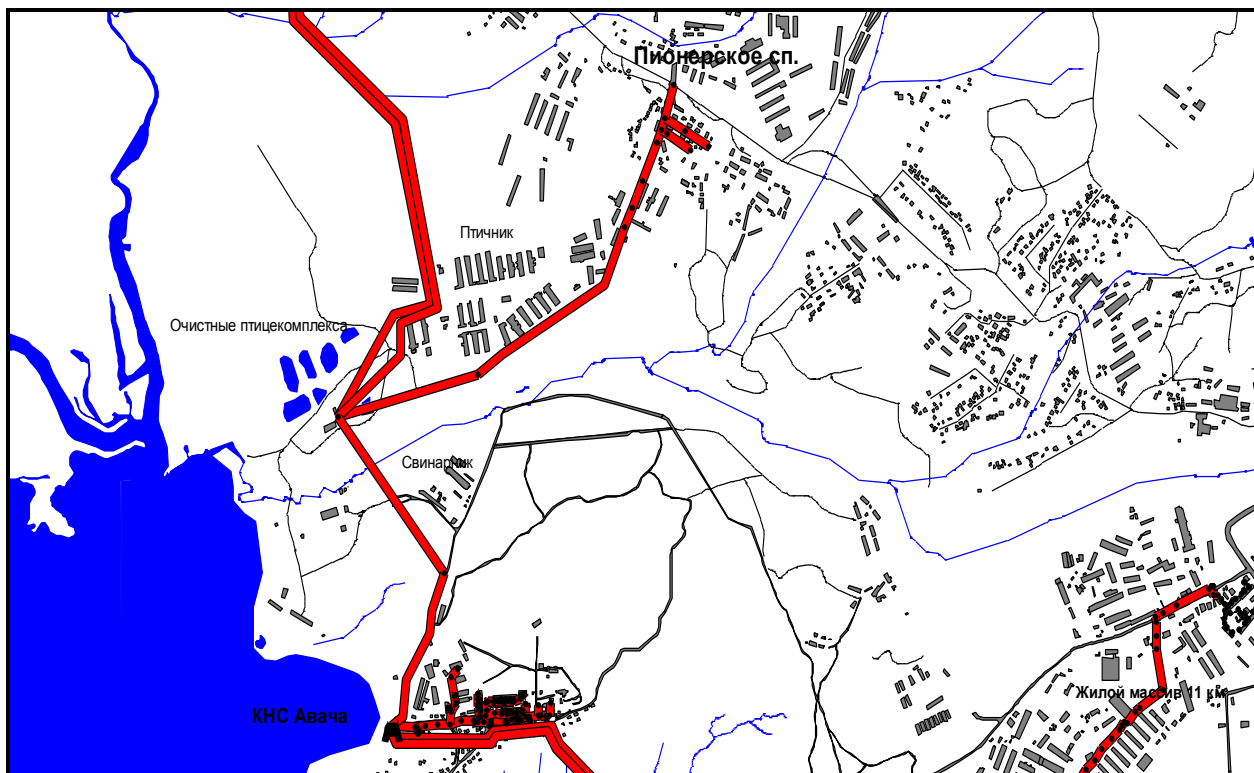 Пионерское сп.
Птичник
Очистные птицекомплекса
Свинарник
Жилой массив 11 км
КНС Авача